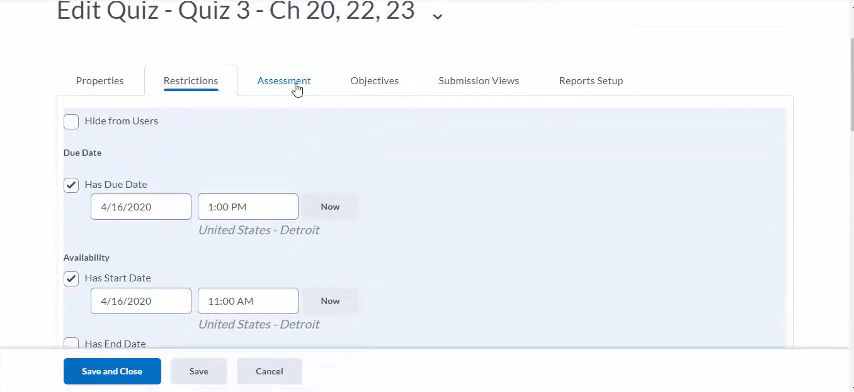 Edit Quiz - Quiz 3 - Ch 20, 22, 23
Properties Restrictions Assessment Objectives Submission Views Reports Setup
Hide from Users
Due Date
Has Due Date
4/16/2020 1:00 PM Now
United States - Detroit
Availability
Has Start Date
4/16/2020 11:00 AM Now
United States - Detroit
Has End Date
Save and Close Save Cancel